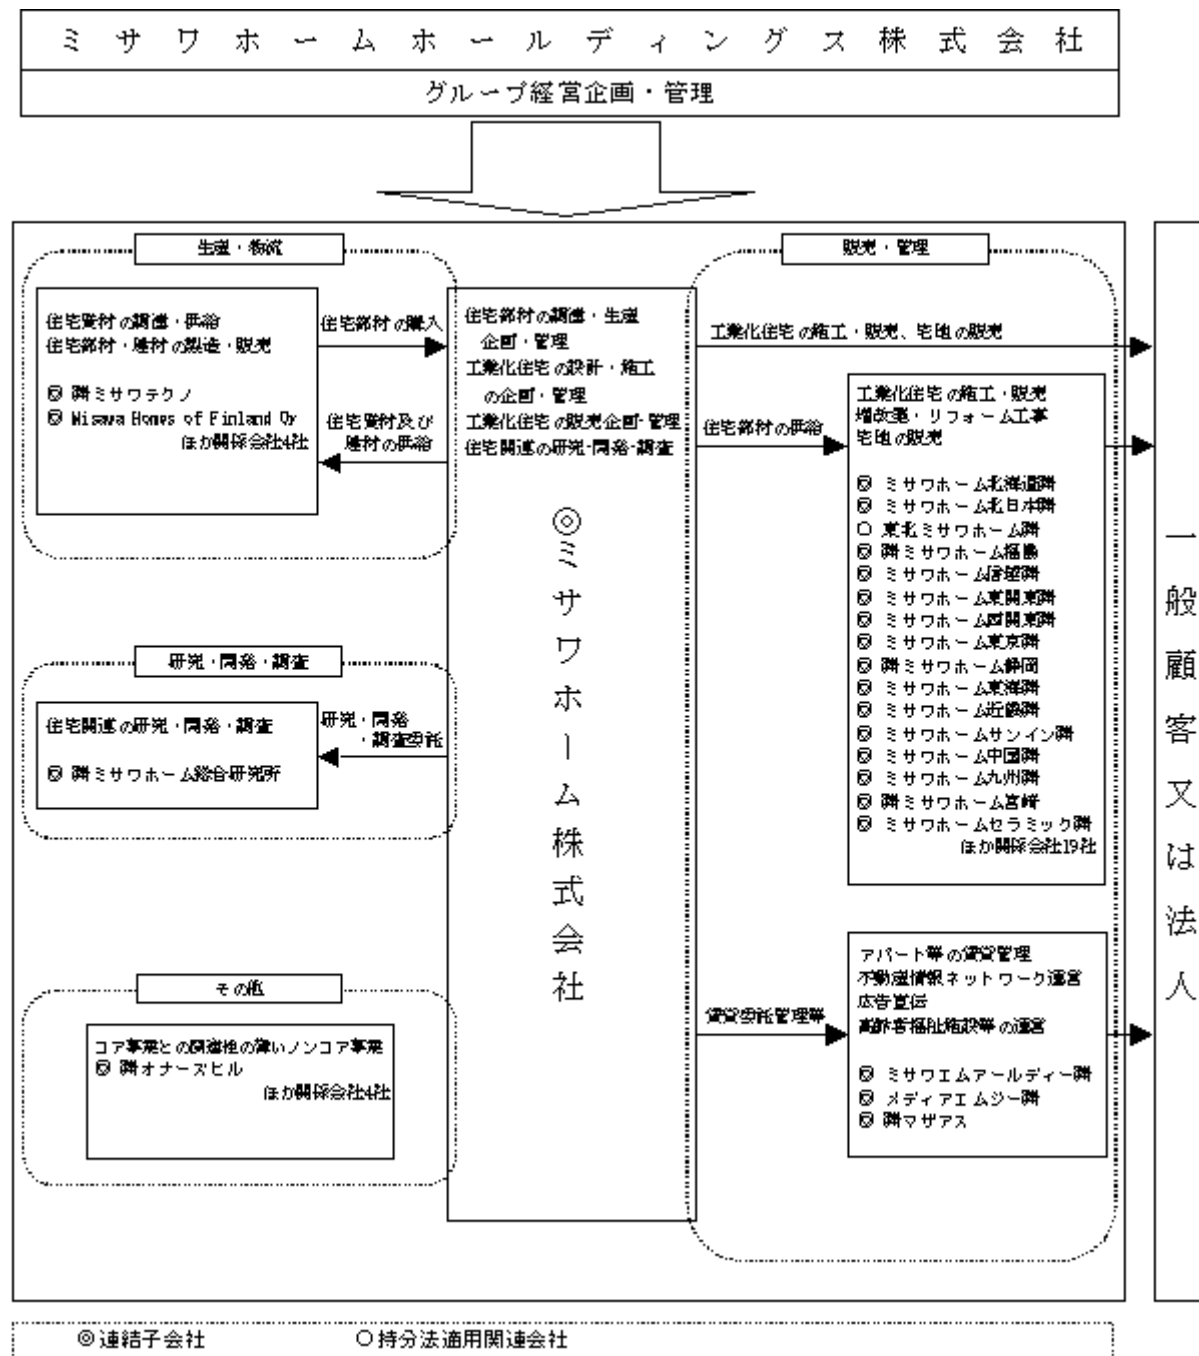 ミサワホームホールディングス株式会社
グループ経営企画・管理
生産・物流
住宅資材の調達・供給
住宅部材・建材の製造・販売
◎ ㈱ミサワテクノ
◎ Misawa Homes of Finland Oy
ほか関係会社4社
住宅部材の購入
住宅資材及び
建材の供給
研究・開発・調査
住宅関連の研究・開発・調査
◎ ㈱ミサワホーム総合研究所
研究・開発
・調査委託
その他
コア事業との関連性の薄いノンコア事業
◎ ㈱オナーズヒル
ほか関係会社4社
住宅部材の調達・生産
企画・管理
工業化住宅の設計・施工
の企画・管理
工業化住宅の販売企画・管理
住宅関連の研究・開発・調査
◎ミサワホーム株式会社
販売・管理
工業化住宅の施工・販売、宅地の販売
住宅部材の供給
工業化住宅の施工・販売
増改築・リフォーム工事
宅地の販売
◎ ミサワホーム北海道㈱
◎ ミサワホーム北日本㈱
○ 東北ミサワホーム㈱
◎ ㈱ミサワホーム福島
◎ ミサワホーム信越㈱
◎ ミサワホーム東関東㈱
◎ ミサワホーム西関東㈱
◎ ミサワホーム東京㈱
◎ ㈱ミサワホーム静岡
◎ ミサワホーム東海㈱
◎ ミサワホーム近畿㈱
◎ ミサワホームサンイン㈱
◎ ミサワホーム中国㈱
◎ ミサワホーム九州㈱
◎ ㈱ミサワホーム宮崎
◎ ミサワホームセラミック㈱
ほか関係会社19社
賃貸委託管理等
アパート等の賃貸管理
不動産情報ネットワーク運営
広告宣伝
高齢者福祉施設等の運営
◎ ミサワエムアールディー㈱
◎ メディアエムジー㈱
◎ ㈱マザアス
一般顧客又は法人
◎連結子会社
○持分法適用関連会社